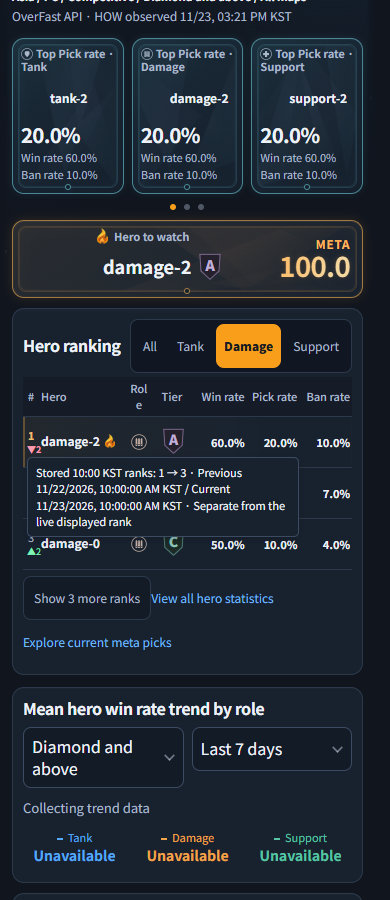 OverFast API · HOW observed 11/23, 03:21 PM KST
Top Pick rate · Tank
tank-2
20.0%
Win rate 60.0%
Ban rate 10.0%
Top Pick rate · Damage
damage-2
20.0%
Win rate 60.0%
Ban rate 10.0%
Top Pick rate · Support
support-2
20.0%
Win rate 60.0%
Ban rate 10.0%
🔥 Hero to watch
damage-2 A
META
100.0
Hero ranking
All Tank Damage Support
# Hero Role Tier Win rate Pick rate Ban rate
1 ▼2 damage-2 🔥 A 60.0% 20.0% 10.0%
Stored 10:00 KST ranks: 1 → 3 · Previous
11/22/2026, 10:00:00 AM KST / Current
11/23/2026, 10:00:00 AM KST · Separate from the
live displayed rank
7.0%
3 ▲2 damage-0 C 50.0% 10.0% 4.0%
Show 3 more ranks View all hero statistics
Explore current meta picks
Mean hero win rate trend by role
Diamond and above
Last 7 days
Collecting trend data
– Tank
Unavailable
– Damage
Unavailable
– Support
Unavailable